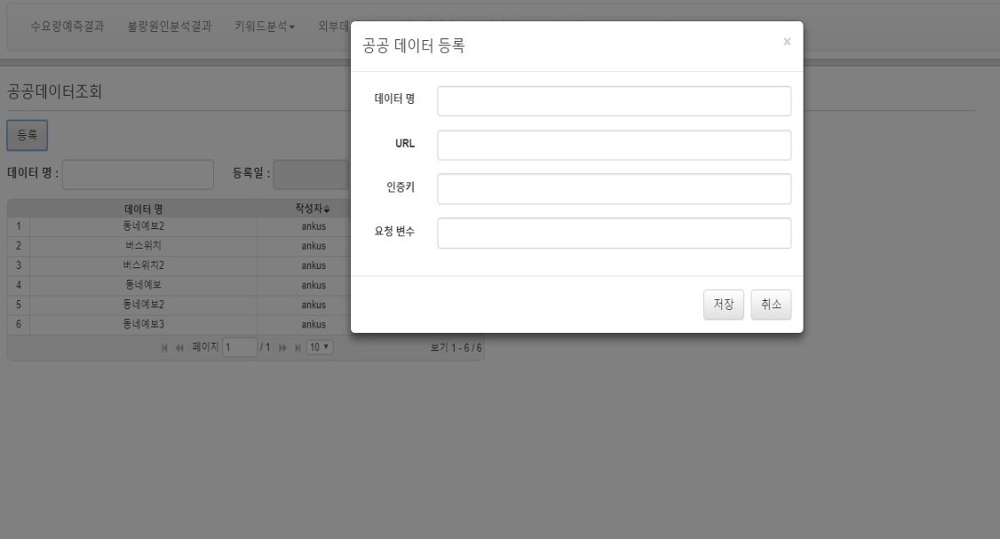 수요량예측결과 불량원인분석결과 키워드분석
공공 데이터 등록 ×
공공데이터조회
데이터 명
등록
URL
데이터 명 : 등록일 :
인증키
데이터 명 작성자
요청 변수
1 동네예보2 ankus
2 버스위치 ankus
3 버스위치2 ankus
4 동네예보 ankus
5 동네예보2 ankus
6 동네예보3 ankus
저장 취소
페이지 1 / 1 10 보기 1 - 6 / 6